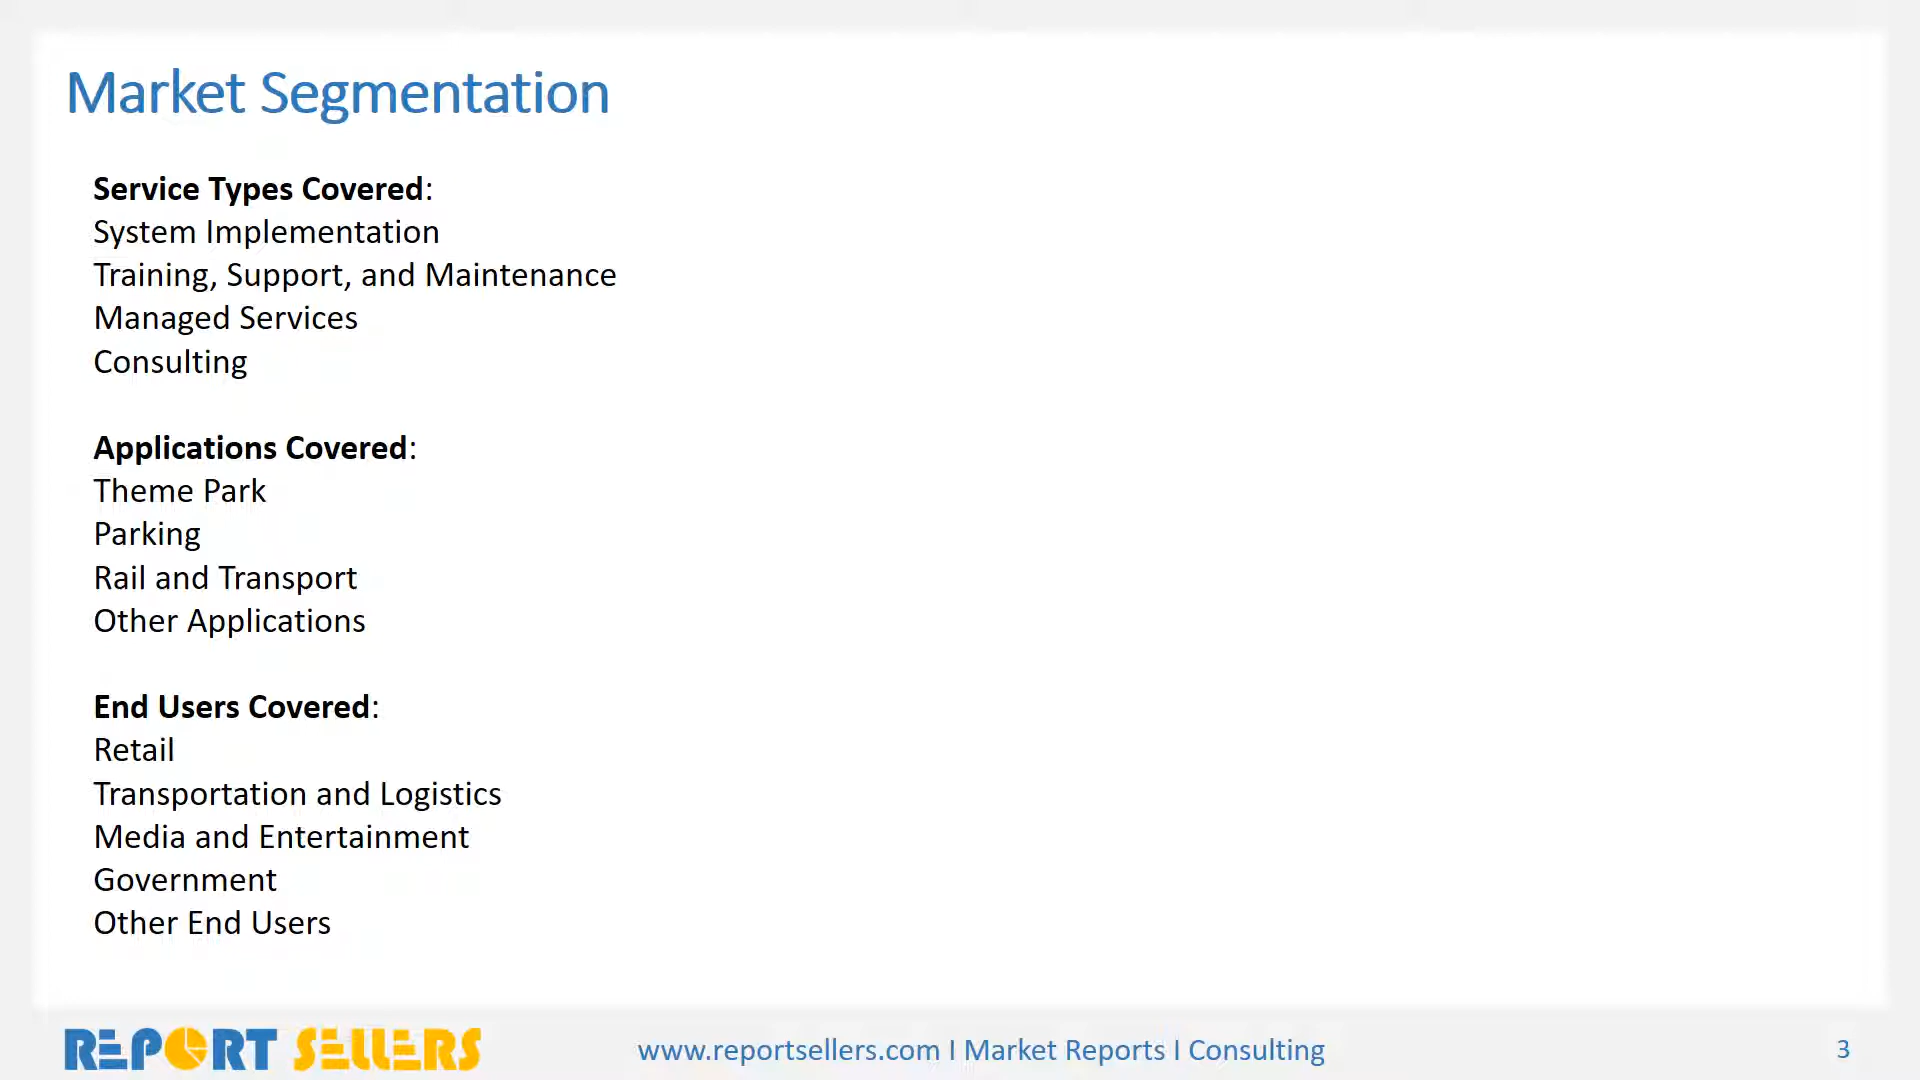 Market Segmentation
Service Types Covered:
System Implementation
Training, Support, and Maintenance
Managed Services
Consulting
Applications Covered:
Theme Park
Parking
Rail and Transport
Other Applications
End Users Covered:
Retail
Transportation and Logistics
Media and Entertainment
Government
Other End Users
REPORT SELLERS
www.reportsellers.com I Market Reports I Consulting
3